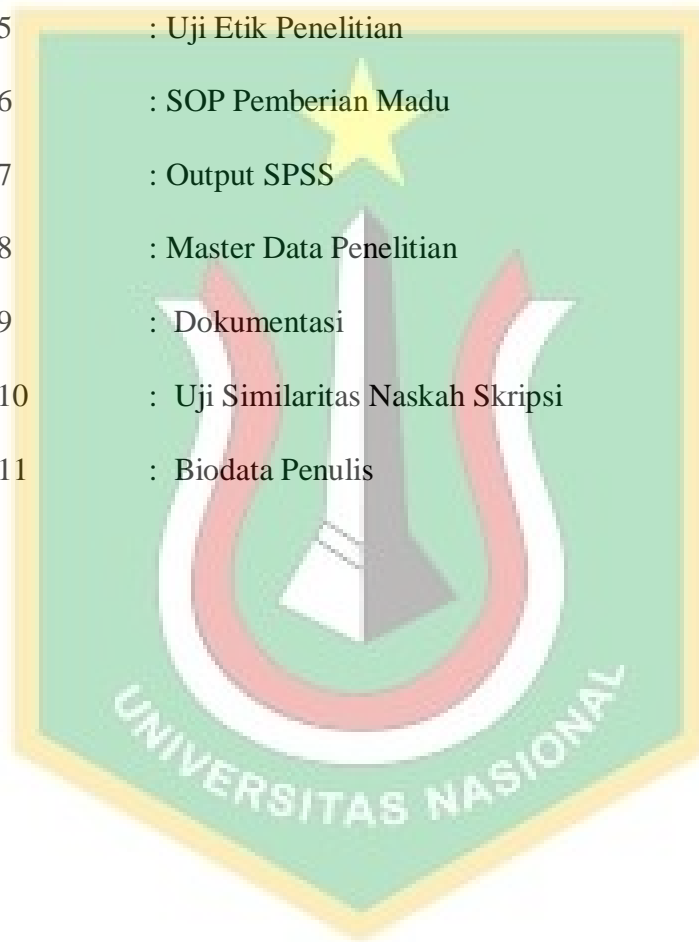 5 : Uji Etik Penelitian
6 : SOP Pemberian Madu
7 : Output SPSS
8 : Master Data Penelitian
9 : Dokumentasi
10 : Uji Similaritas Naskah Skripsi
11 : Biodata Penulis
UNIVERSITAS NASIONAL